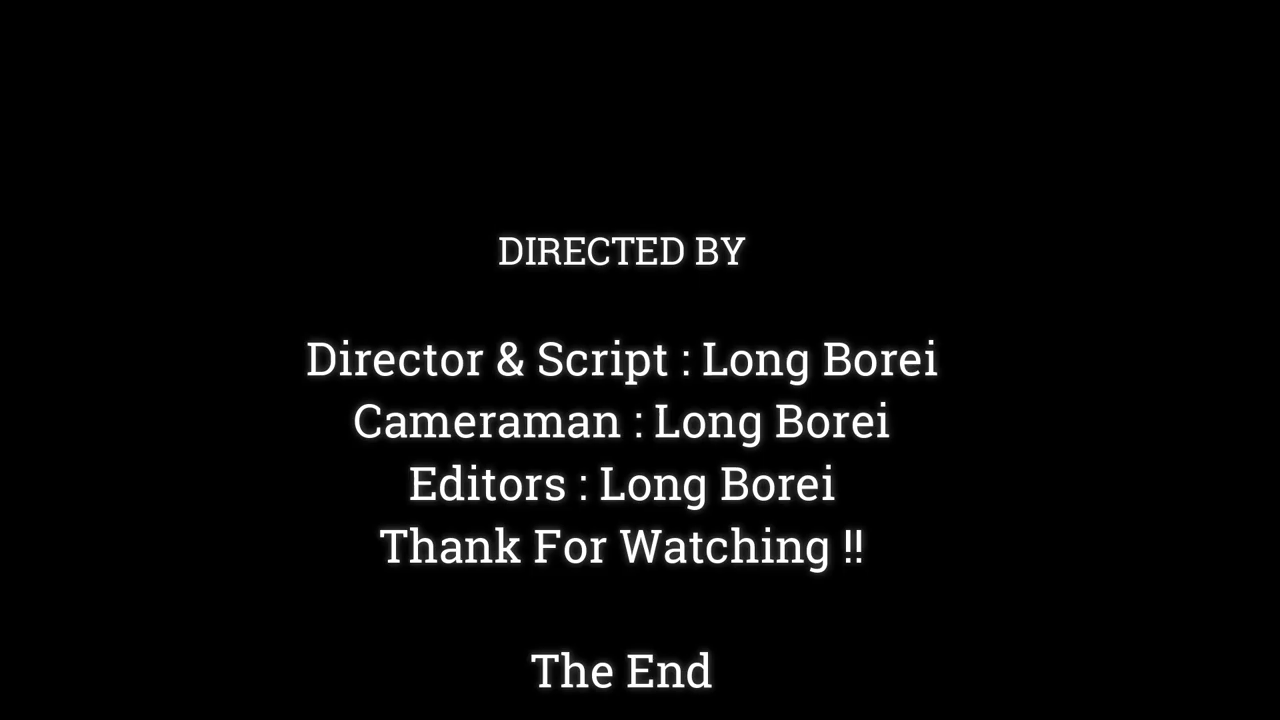 DIRECTED BY
Director & Script : Long Borei
Cameraman : Long Borei
Editors : Long Borei
Thank For Watching !!
The End